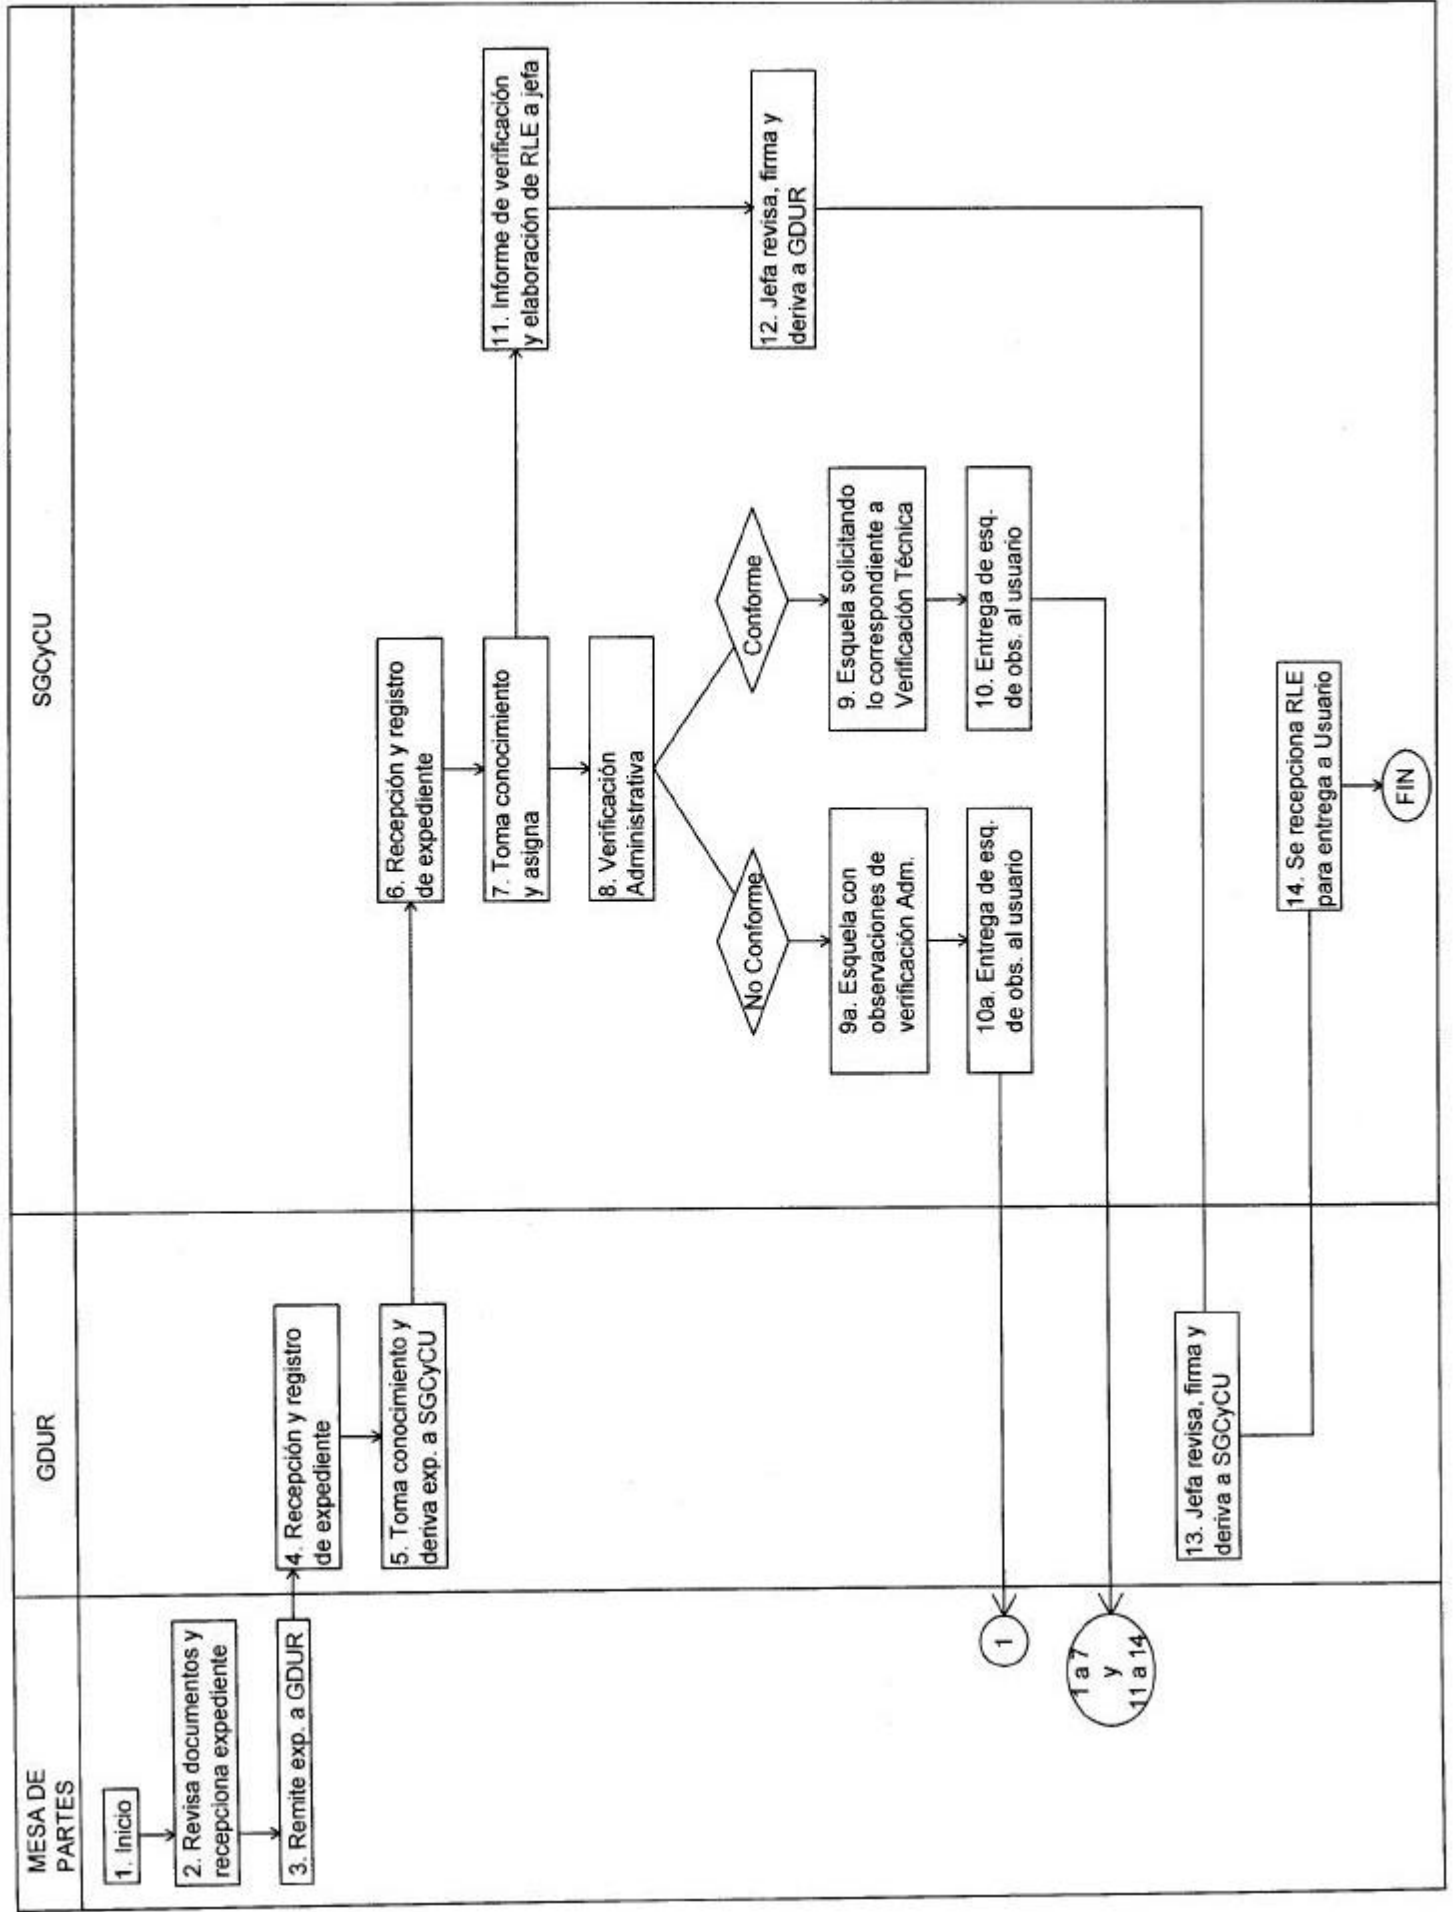 MESA DE
PARTES
GDUR
SGCyCU
1. Inicio
2. Revisa documentos y
recepciona expediente
3. Remite exp. a GDUR
4. Recepción y registro
de expediente
5. Toma conocimiento y
deriva exp. a SGCyCU
6. Recepción y registro
de expediente
7. Toma conocimiento
y asigna
8. Verificación
Administrativa
No Conforme
Conforme
9a. Esquela con
observaciones de
verificación Adm.
10a. Entrega de esq.
de obs. al usuario
9. Esquela solicitando
lo correspondiente a
Verificación Técnica
10. Entrega de esq.
de obs. al usuario
1
1 a 7
y
11 a 14
11. Informe de verificación
y elaboración de RLE a jefa
12. Jefa revisa, firma y
deriva a GDUR
13. Jefa revisa, firma y
deriva a SGCyCU
14. Se recepciona RLE
para entrega a Usuario
FIN